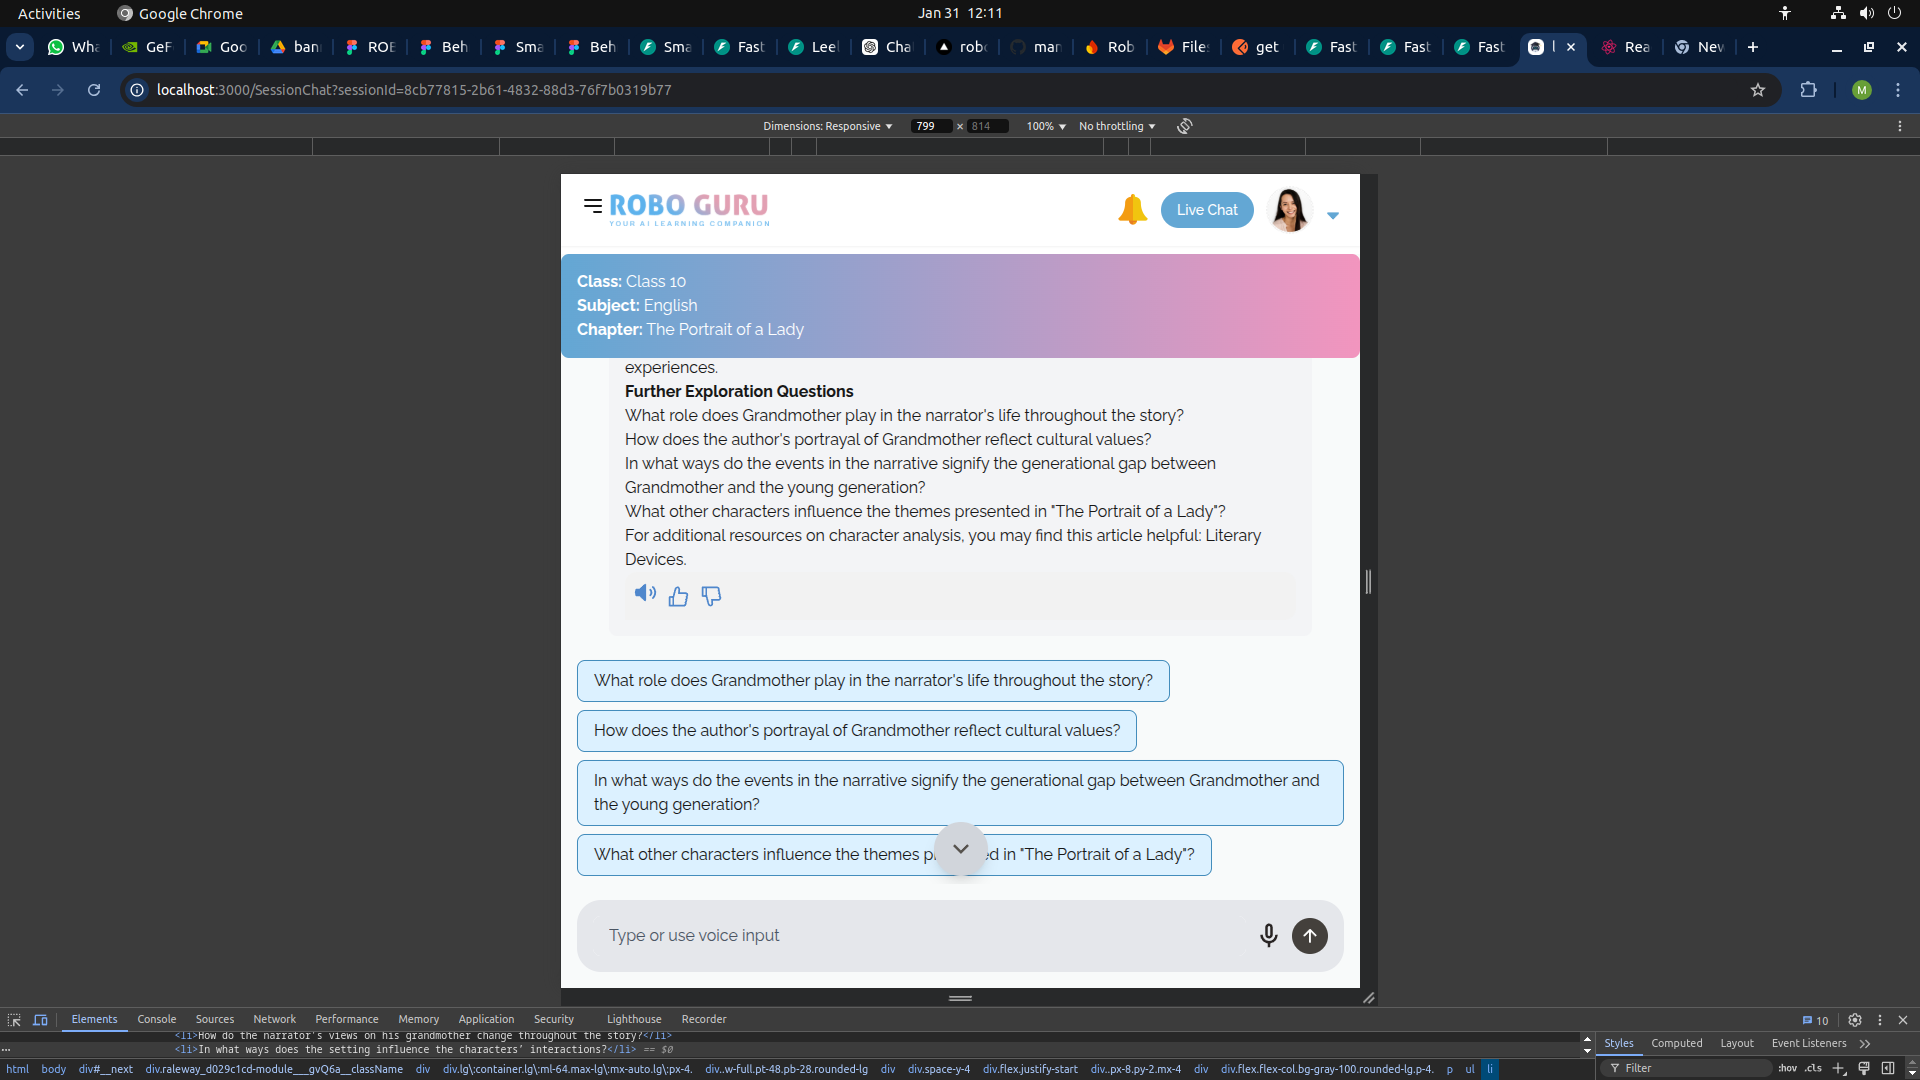 Activities
Google Chrome
Jan 31 12:11
Wha
GeF
Goo
ban
ROE
Beh
Sma
Beh
Sma
Fast
Leel
Cha
robo
man
Rob
Files
get
Fast
Fast
Fast
Rea
Nev
localhost:3000/SessionChat?sessionId=8cb77815-2b61-4832-88d3-76f7b0319b77
M
Dimensions: Responsive
799 × 814
100%
No throttling
ROBO GURU
YOUR AI LEARNING COMPANION
Live Chat
Class: Class 10
Subject: English
Chapter: The Portrait of a Lady
experiences.
Further Exploration Questions
What role does Grandmother play in the narrator's life throughout the story?
How does the author's portrayal of Grandmother reflect cultural values?
In what ways do the events in the narrative signify the generational gap between
Grandmother and the young generation?
What other characters influence the themes presented in "The Portrait of a Lady"?
For additional resources on character analysis, you may find this article helpful: Literary
Devices.
What role does Grandmother play in the narrator's life throughout the story?
How does the author's portrayal of Grandmother reflect cultural values?
In what ways do the events in the narrative signify the generational gap between Grandmother and
the young generation?
What other characters influence the themes p ed in "The Portrait of a Lady"?
Type or use voice input
Elements Console Sources Network Performance Memory Application Security Lighthouse Recorder
10
<li>How do the narrator's views on his grandmother change throughout the story?</li>
<li>In what ways does the setting influence the characters' interactions?</li> == $0
Styles Computed Layout Event Listeners
html body div#__next div.raleway_d029c1cd-module___gvQ6a__className div div.lg\:container.lg\:ml-64.max-lg\:mx-auto.lg\:px-4. div..w-full.pt-48.pb-28.rounded-lg div div.space-y-4 div.flex.justify-start div..px-8.py-2.mx-4 div div.flex.flex-col.bg-gray-100.rounded-lg.p-4. p ul li
Filter
:hov .cls